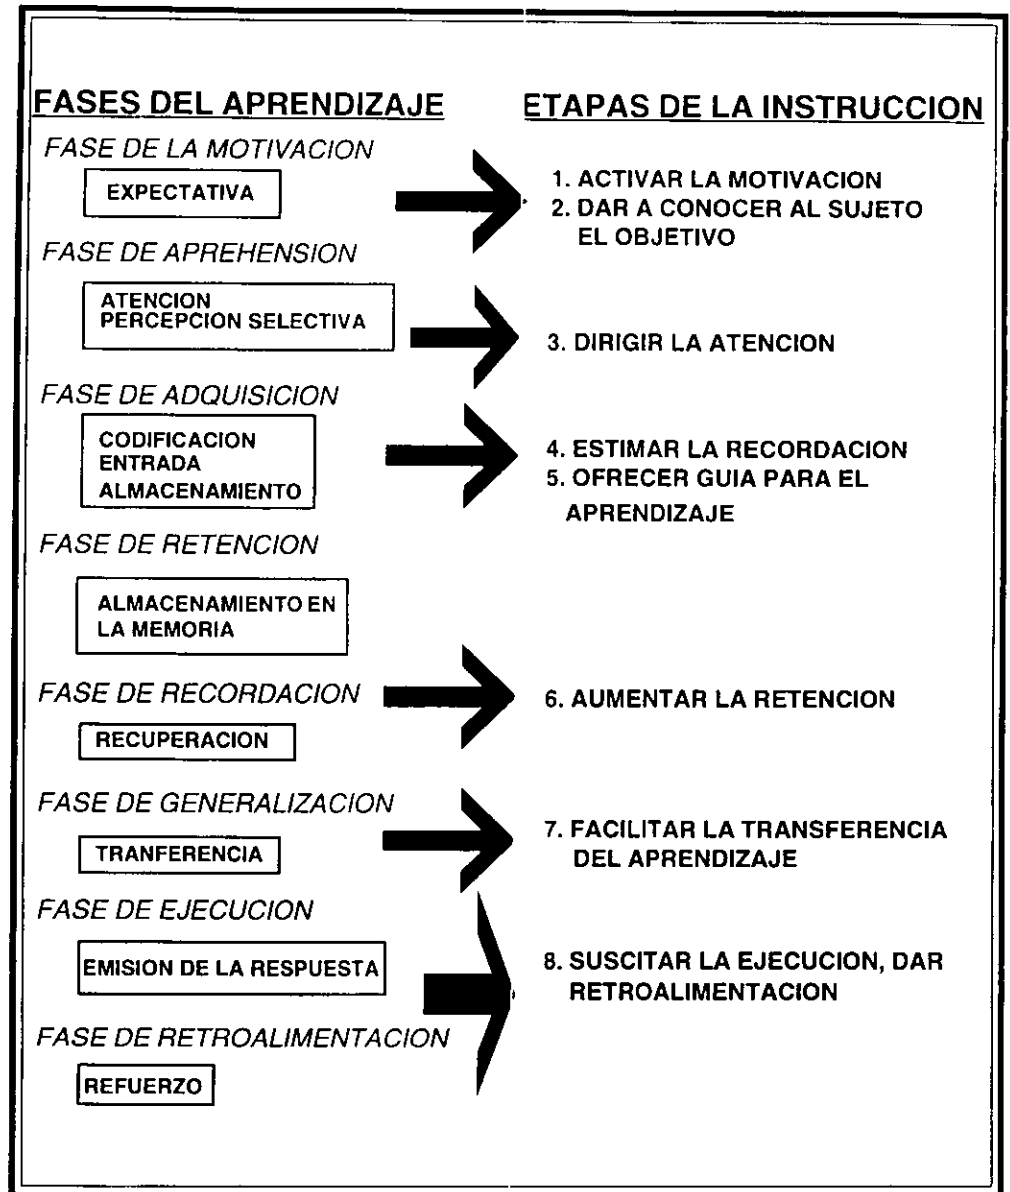 FASES DEL APRENDIZAJE
ETAPAS DE LA INSTRUCCION
FASE DE LA MOTIVACION
EXPECTATIVA
1. ACTIVAR LA MOTIVACION
2. DAR A CONOCER AL SUJETO
EL OBJETIVO
FASE DE APREHENSION
ATENCION
PERCEPCION SELECTIVA
3. DIRIGIR LA ATENCION
FASE DE ADQUISICION
CODIFICACION
ENTRADA
ALMACENAMIENTO
4. ESTIMAR LA RECORDACION
5. OFRECER GUIA PARA EL
APRENDIZAJE
FASE DE RETENCION
ALMACENAMIENTO EN
LA MEMORIA
FASE DE RECORDACION
RECUPERACION
6. AUMENTAR LA RETENCION
FASE DE GENERALIZACION
TRANFERENCIA
7. FACILITAR LA TRANSFERENCIA
DEL APRENDIZAJE
FASE DE EJECUCION
EMISION DE LA RESPUESTA
8. SUSCITAR LA EJECUCION, DAR
RETROALIMENTACION
FASE DE RETROALIMENTACION
REFUERZO